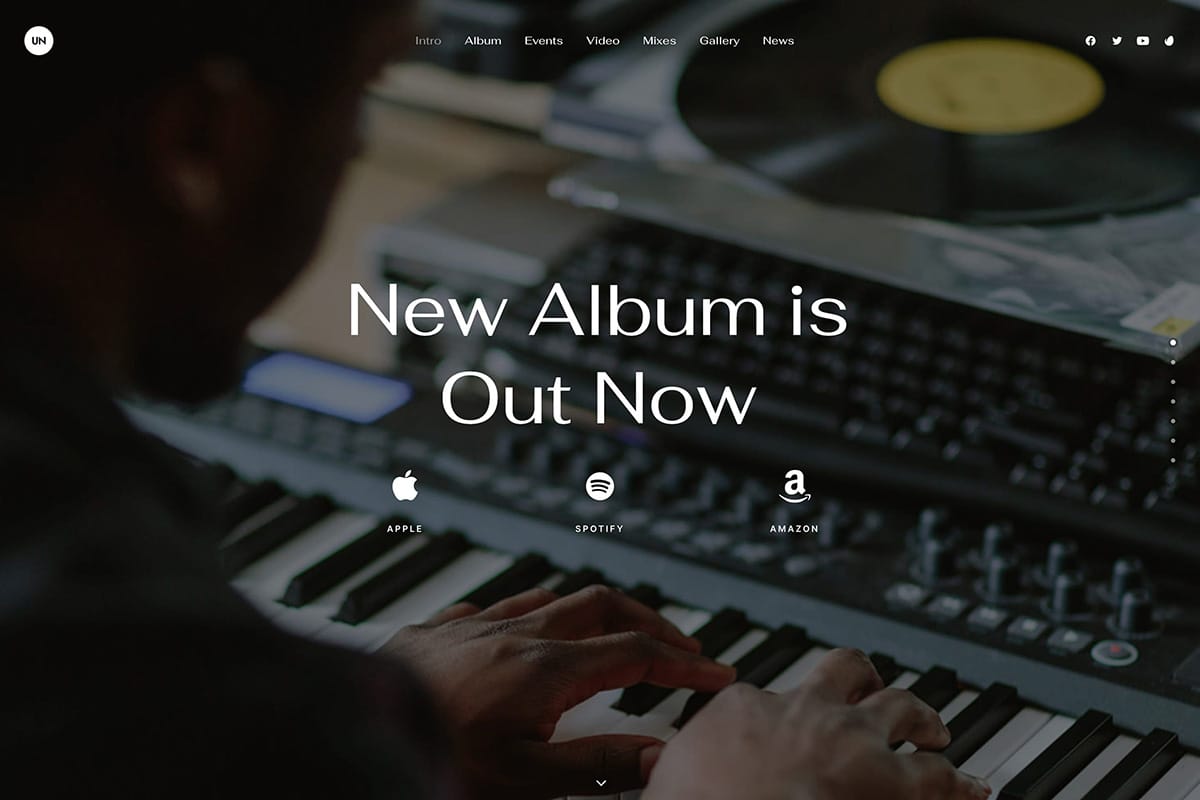 UN
Intro Album Events Video Mixes Gallery News
New Album is
Out Now
APPLE SPOTIFY AMAZON